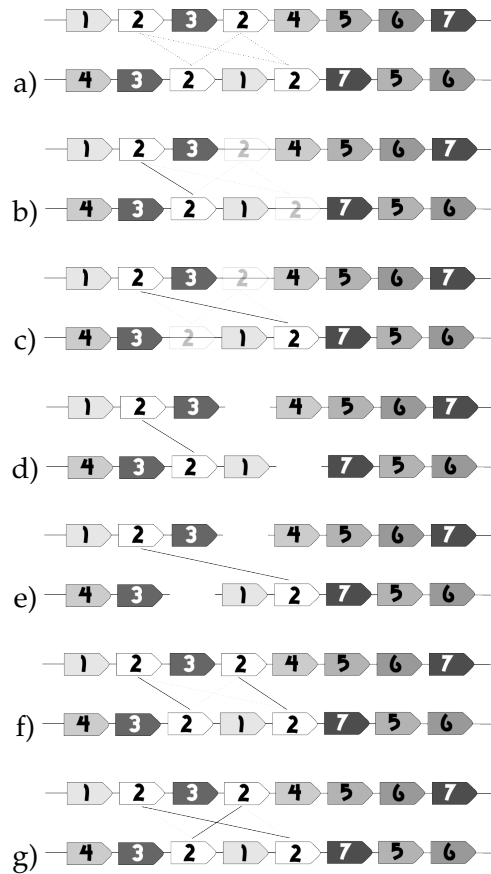 1 2 3 2 4 5 6 7
a) 4 3 2 1 2 7 5 6
1 2 3 2 4 5 6 7
b) 4 3 2 1 2 7 5 6
1 2 3 2 4 5 6 7
c) 4 3 2 1 2 7 5 6
1 2 3 4 5 6 7
d) 4 3 2 1 7 5 6
1 2 3 4 5 6 7
e) 4 3 1 2 7 5 6
1 2 3 2 4 5 6 7
f) 4 3 2 1 2 7 5 6
1 2 3 2 4 5 6 7
g) 4 3 2 1 2 7 5 6